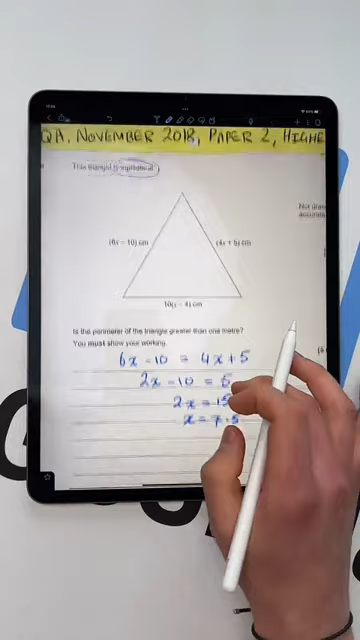 QA, NOVEMBER 2018, PAPER 2, HIGHE
This triangle is equilateral.
Not draw
accurate
(6x − 10) cm
(4x + 5) cm
10(x − 4) cm
Is the perimeter of the triangle greater than one metre?
You must show your working.
6x − 10 = 4x + 5
2x − 10 = 5
2x = 15
x = 7.5